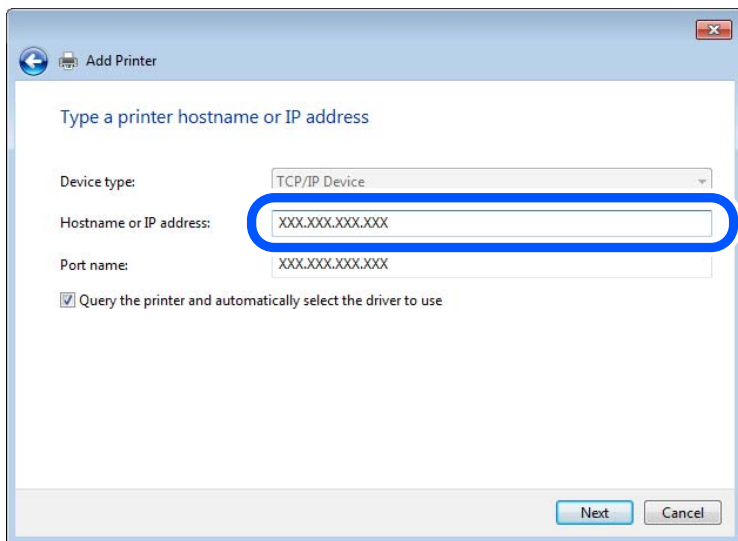 Add Printer
Type a printer hostname or IP address
Device type: TCP/IP Device
Hostname or IP address: XXX.XXX.XXX.XXX
Port name: XXX.XXX.XXX.XXX
Query the printer and automatically select the driver to use
Next Cancel